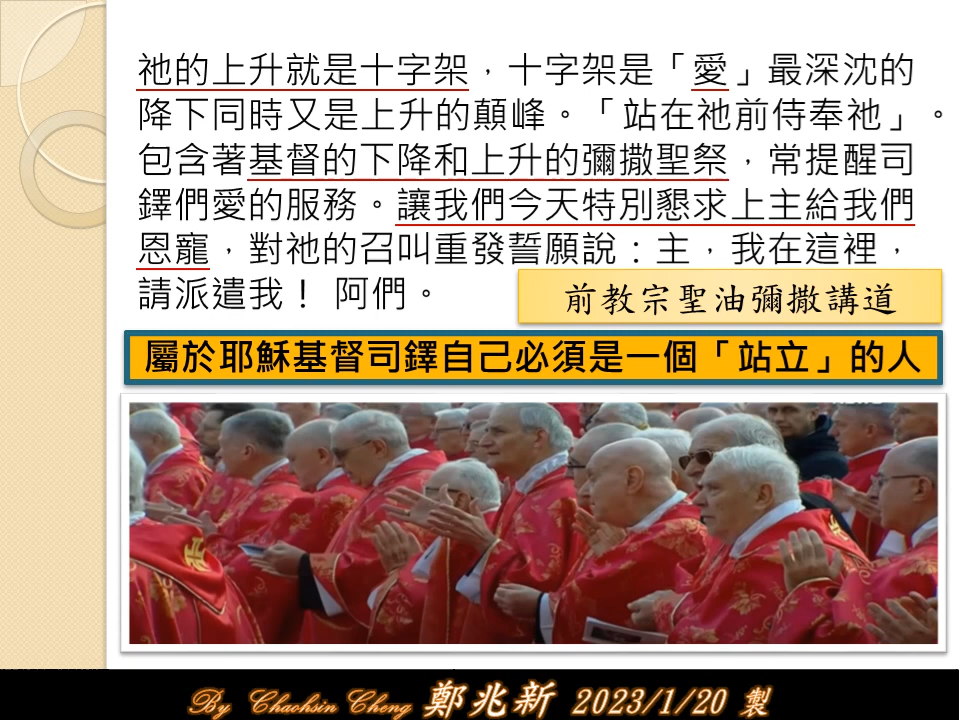 祂的上升就是十字架，十字架是「愛」最深沈的
降下同時又是上升的顛峰。「站在祂前侍奉祂」。
包含著基督的下降和上升的彌撒聖祭，常提醒司
鐸們愛的服務。讓我們今天特別懇求上主給我們
恩寵，對祂的召叫重發誓願說：主，我在這裡，
請派遣我！ 阿們。
前教宗聖油彌撒講道
屬於耶穌基督司鐸自己必須是一個「站立」的人
By Chaohsin Cheng 鄭兆新 2023/1/20 製